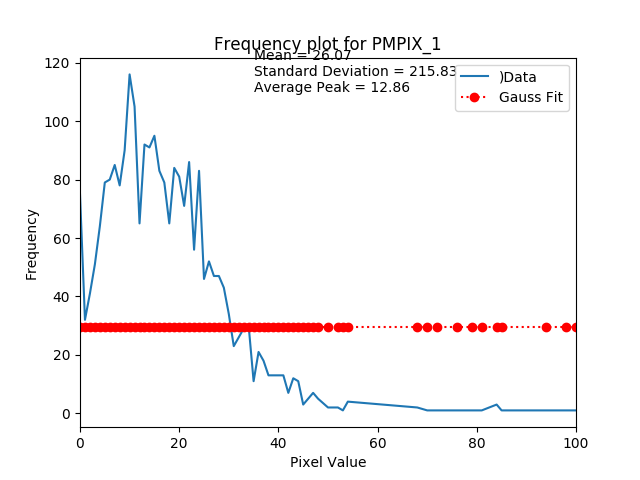 Frequency plot for PMPIX_1
Mean = 26.07
Standard Deviation = 215.83
Average Peak = 12.86
)Data
Gauss Fit
120
100
80
60
40
20
0
Frequency
0 20 40 60 80 100
Pixel Value